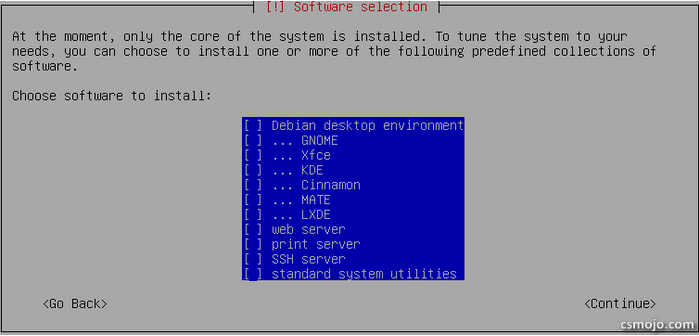 [!] Software selection
At the moment, only the core of the system is installed. To tune the system to your
needs, you can choose to install one or more of the following predefined collections of
software.
Choose software to install:
[ ] Debian desktop environment
[ ] ... GNOME
[ ] ... Xfce
[ ] ... KDE
[ ] ... Cinnamon
[ ] ... MATE
[ ] ... LXDE
[ ] web server
[ ] print server
[ ] SSH server
[ ] standard system utilities
<Go Back> <Continue>
csmojo.com